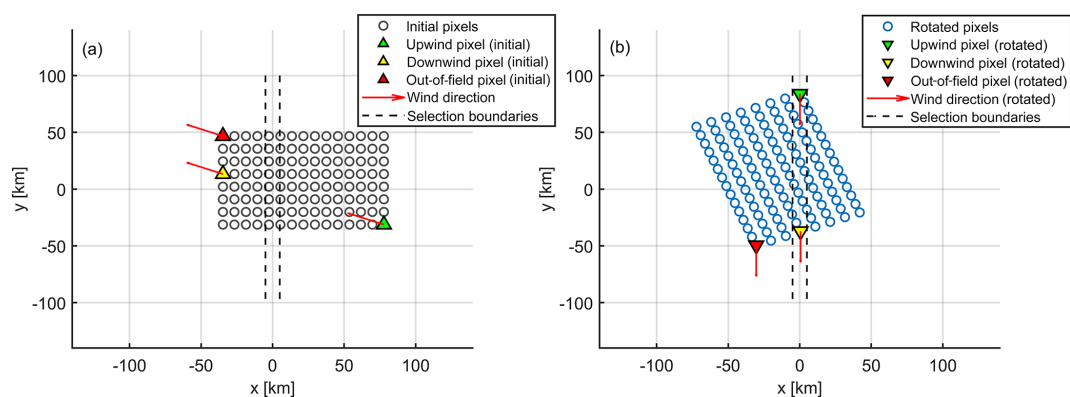 (a)
Initial pixels
Upwind pixel (initial)
Downwind pixel (initial)
Out-of-field pixel (initial)
Wind direction
Selection boundaries
100
50
0
-50
-100
y [km]
-100
-50
0
50
100
x [km]
(b)
Rotated pixels
Upwind pixel (rotated)
Downwind pixel (rotated)
Out-of-field pixel (rotated)
Wind direction (rotated)
Selection boundaries
100
50
0
-50
-100
y [km]
-100
-50
0
50
100
x [km]